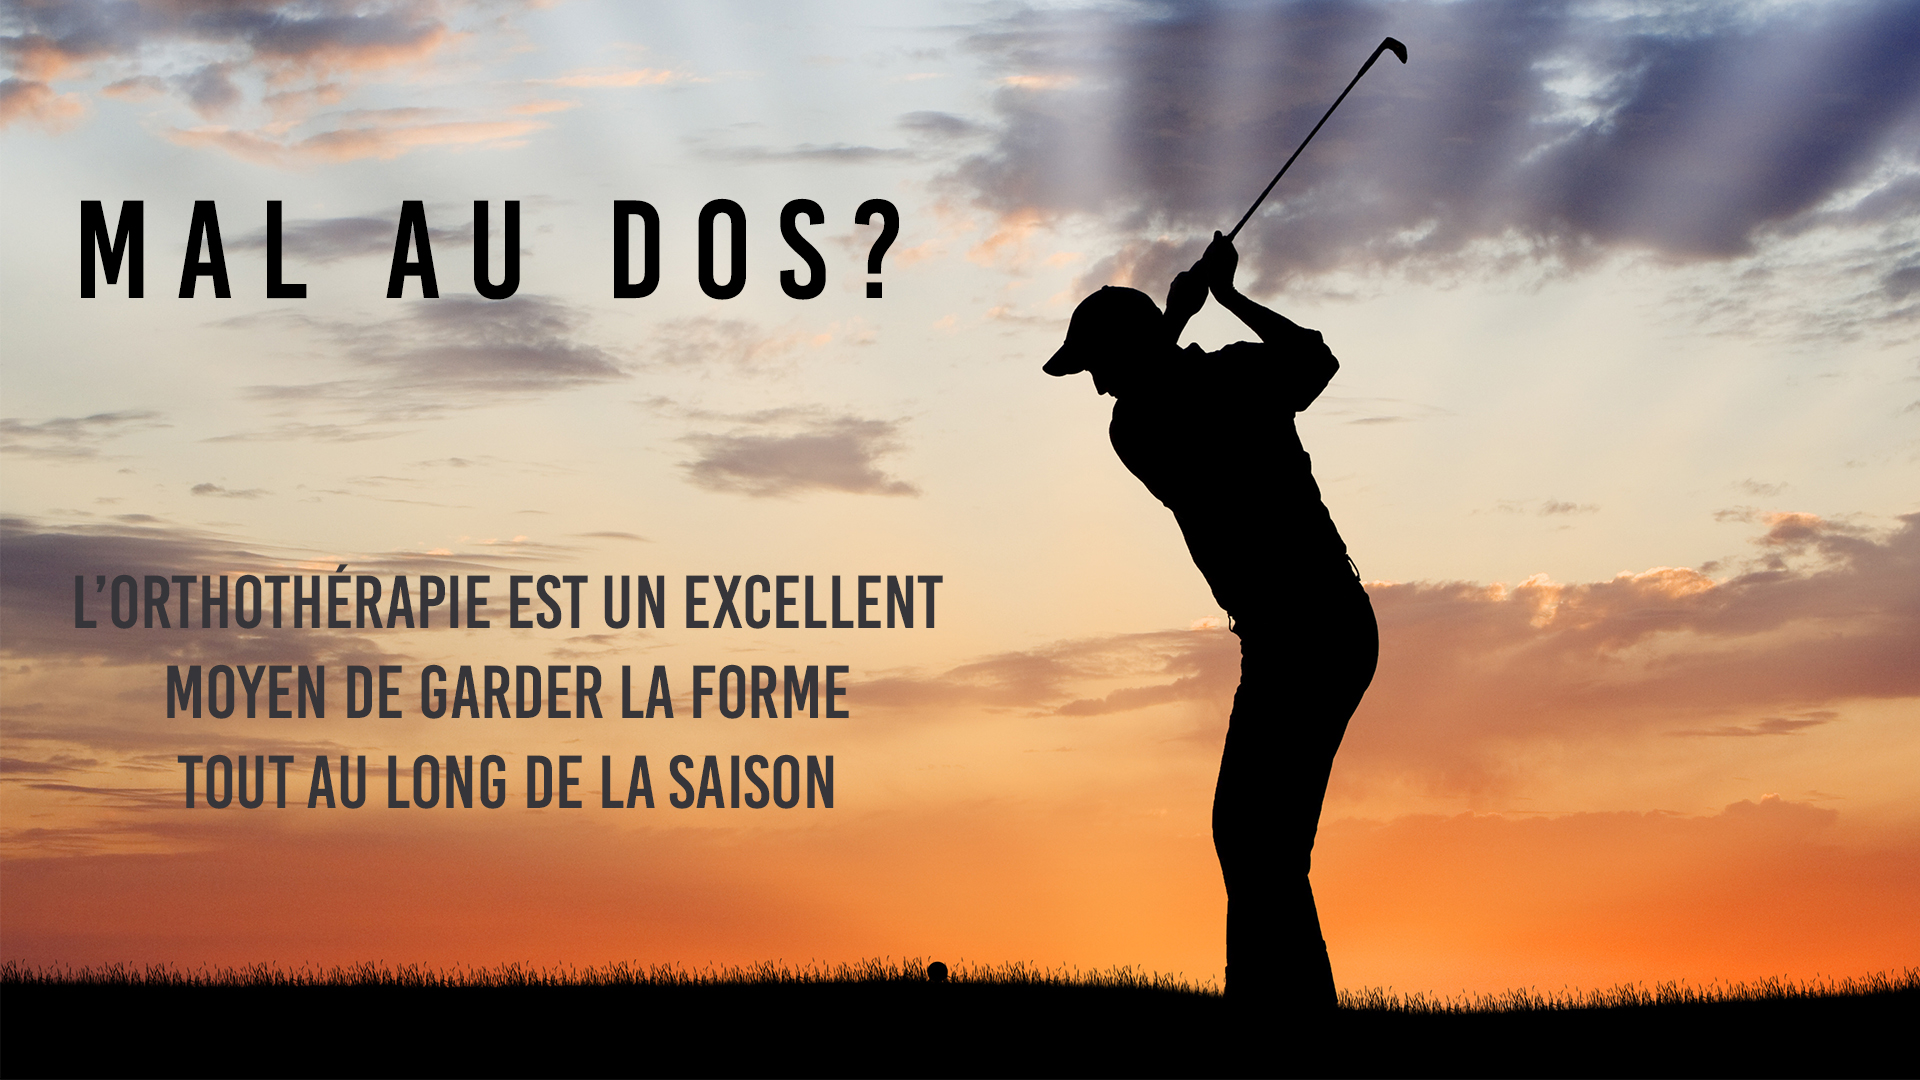 MAL AU DOS?
L’ORTHOTHÉRAPIE EST UN EXCELLENT
MOYEN DE GARDER LA FORME
TOUT AU LONG DE LA SAISON